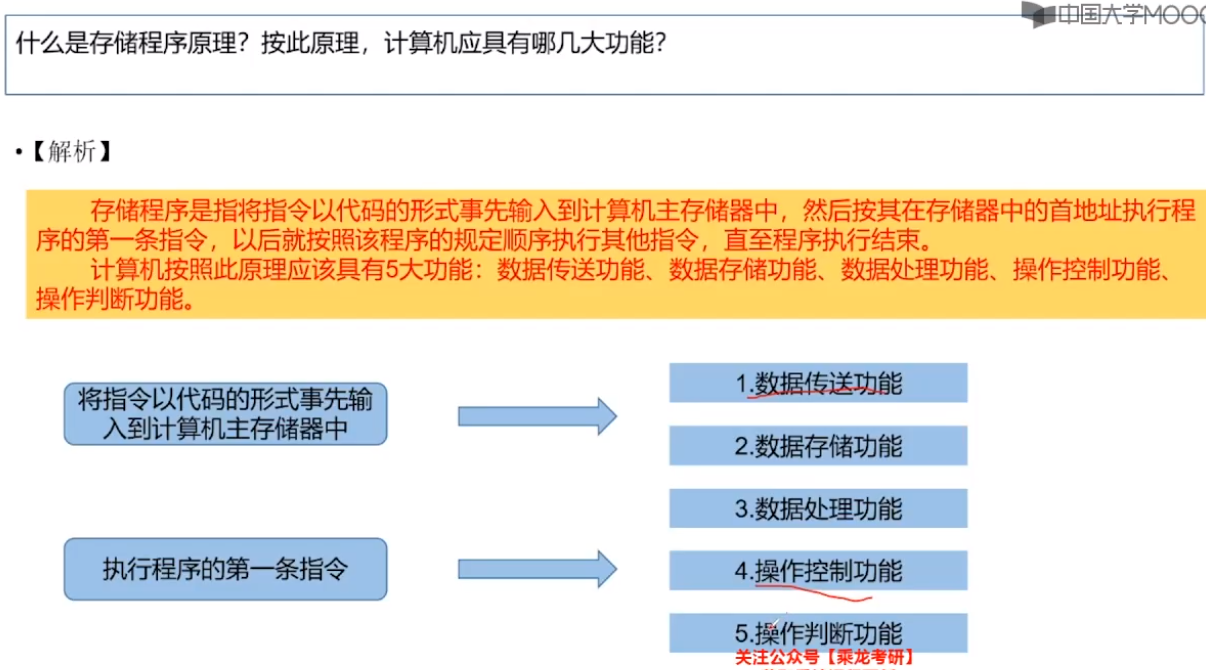 中国大学MOOC
什么是存储程序原理？按此原理，计算机应具有哪几大功能？
•【解析】
存储程序是指将指令以代码的形式事先输入到计算机主存储器中，然后按其在存储器中的首地址执行程
序的第一条指令，以后就按照该程序的规定顺序执行其他指令，直至程序执行结束。
计算机按照此原理应该具有5大功能：数据传送功能、数据存储功能、数据处理功能、操作控制功能、
操作判断功能。
将指令以代码的形式事先输
入到计算机主存储器中
1.数据传送功能
2.数据存储功能
3.数据处理功能
执行程序的第一条指令
4.操作控制功能
5.操作判断功能
关注公众号【乘龙考研】